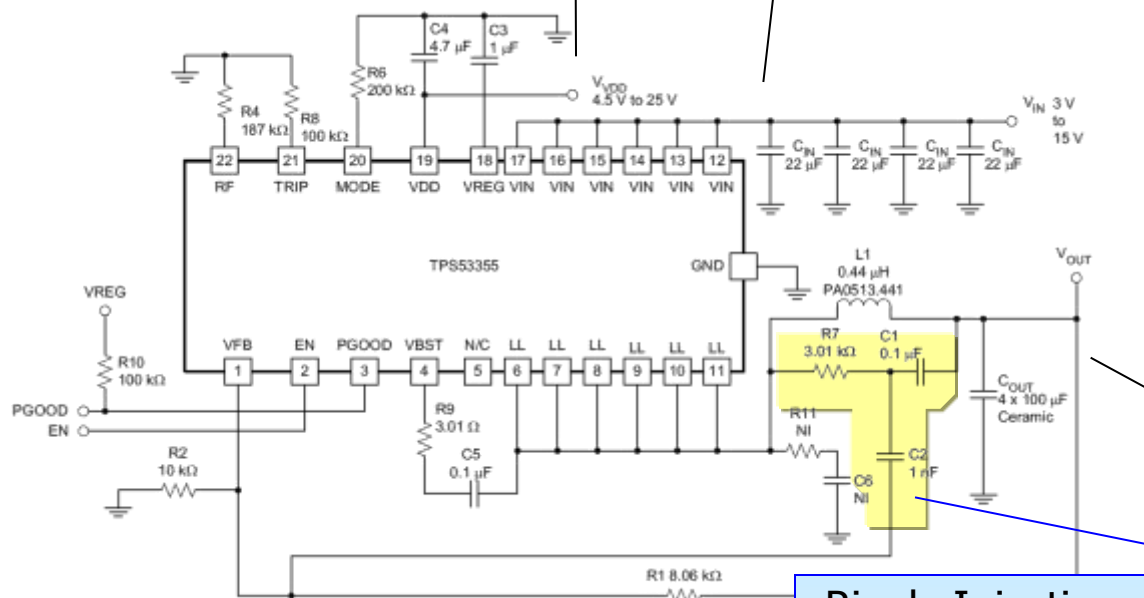 C4
4.7 µF
C3
1 µF
R6
200 kΩ
V_VDD
4.5 V to 25 V
V_IN 3 V
to
15 V
R4
187 kΩ
R8
100 kΩ
C_IN
22 µF
C_IN
22 µF
C_IN
22 µF
C_IN
22 µF
22 21 20 19 18 17 16 15 14 13 12
RF TRIP MODE VDD VREG VIN VIN VIN VIN VIN VIN
TPS53355
GND
L1
0.44 µH
PA0513.441
V_OUT
VREG
R10
100 kΩ
VFB EN PGOOD VBST N/C LL LL LL LL LL LL
1 2 3 4 5 6 7 8 9 10 11
R7
3.01 kΩ
C1
0.1 µF
C_OUT
4 x 100 µF
Ceramic
PGOOD
EN
R9
3.01 Ω
R11
NI
R2
10 kΩ
C5
0.1 µF
C6
NI
C2
1 nF
R1 8.06 kΩ